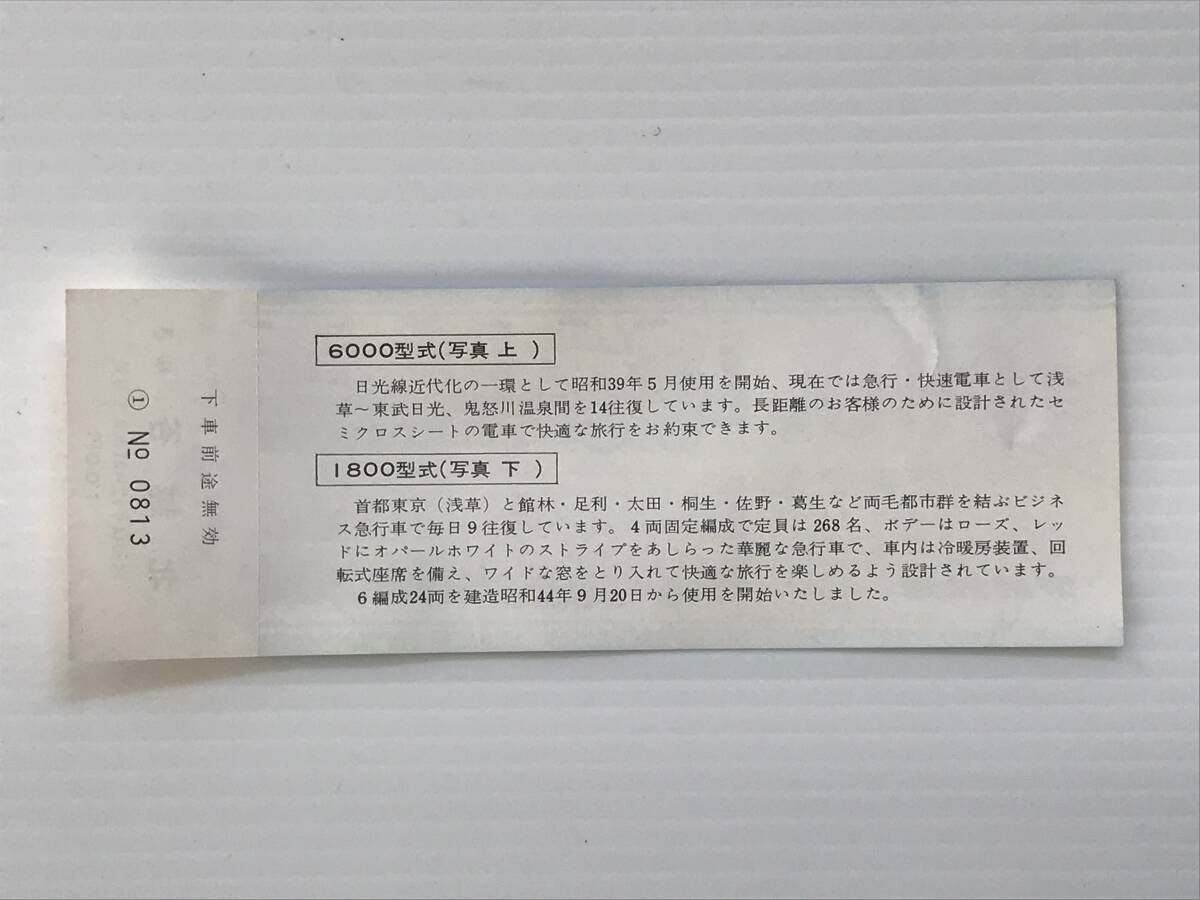 6000型式(写真 上 )
日光線近代化の一環として昭和39年5月使用を開始、現在では急行・快速電車として浅
草〜東武日光、鬼怒川温泉間を14往復しています。長距離のお客様のために設計されたセ
ミクロスシートの電車で快適な旅行をお約束できます。
1800型式(写真 下 )
首都東京(浅草)と館林・足利・太田・桐生・佐野・葛生など両毛都市群を結ぶビジネ
ス急行車で毎日9往復しています。4両固定編成で定員は268名、ボデーはローズ、レッ
ドにオパールホワイトのストライプをあしらった華麗な急行車で、車内は冷暖房装置、回
転式座席を備え、ワイドな窓をとり入れて快適な旅行を楽しめるよう設計されています。
6編成24両を建造昭和44年9月20日から使用を開始いたしました。
下車前途無効
① № 0813